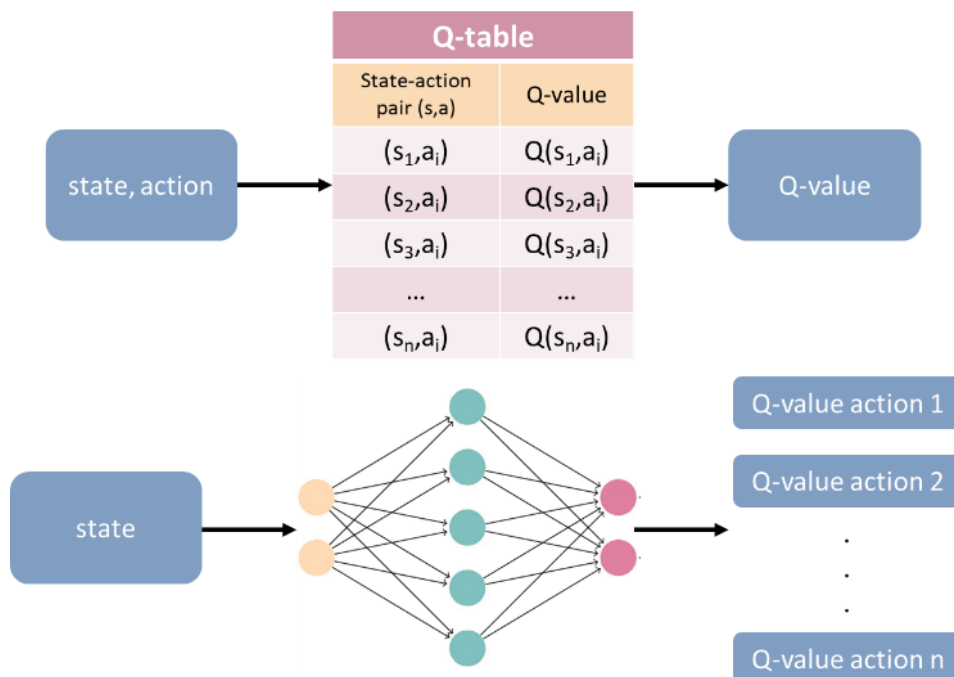 Q-table
State-action
pair (s,a)
Q-value
(s₁,aᵢ)
Q(s₁,aᵢ)
state, action
(s₂,aᵢ)
Q(s₂,aᵢ)
Q-value
(s₃,aᵢ)
Q(s₃,aᵢ)
...
...
(sₙ,aᵢ)
Q(sₙ,aᵢ)
state
Q-value action 1
Q-value action 2
.
.
.
Q-value action n